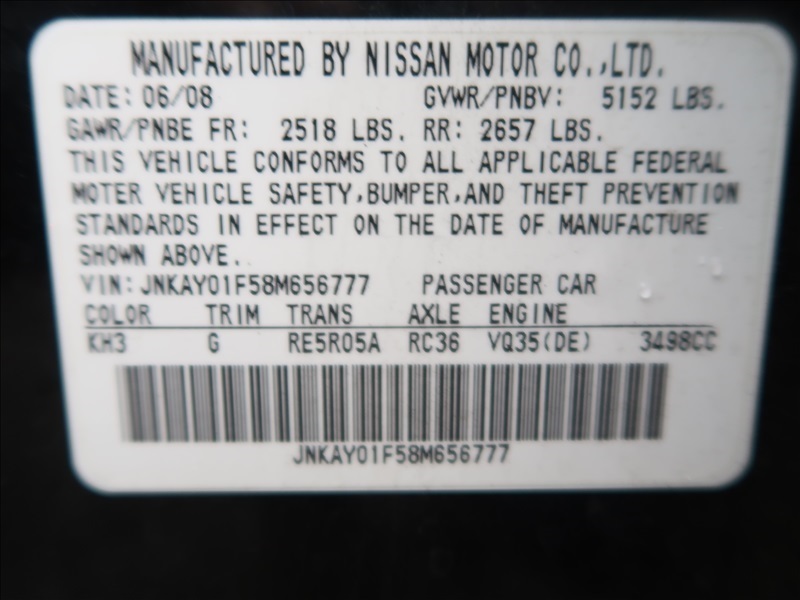 MANUFACTURED BY NISSAN MOTOR CO.,LTD.
DATE: 06/08 GVWR/PNBV: 5152 LBS.
GAWR/PNBE FR: 2518 LBS. RR: 2657 LBS.
THIS VEHICLE CONFORMS TO ALL APPLICABLE FEDERAL
MOTER VEHICLE SAFETY,BUMPER,AND THEFT PREVENTION
STANDARDS IN EFFECT ON THE DATE OF MANUFACTURE
SHOWN ABOVE.
VIN: JNKAY01F58M656777 PASSENGER CAR
COLOR TRIM TRANS AXLE ENGINE
KH3 G RE5R05A RC36 VQ35(DE) 3498CC
JNKAY01F58M656777